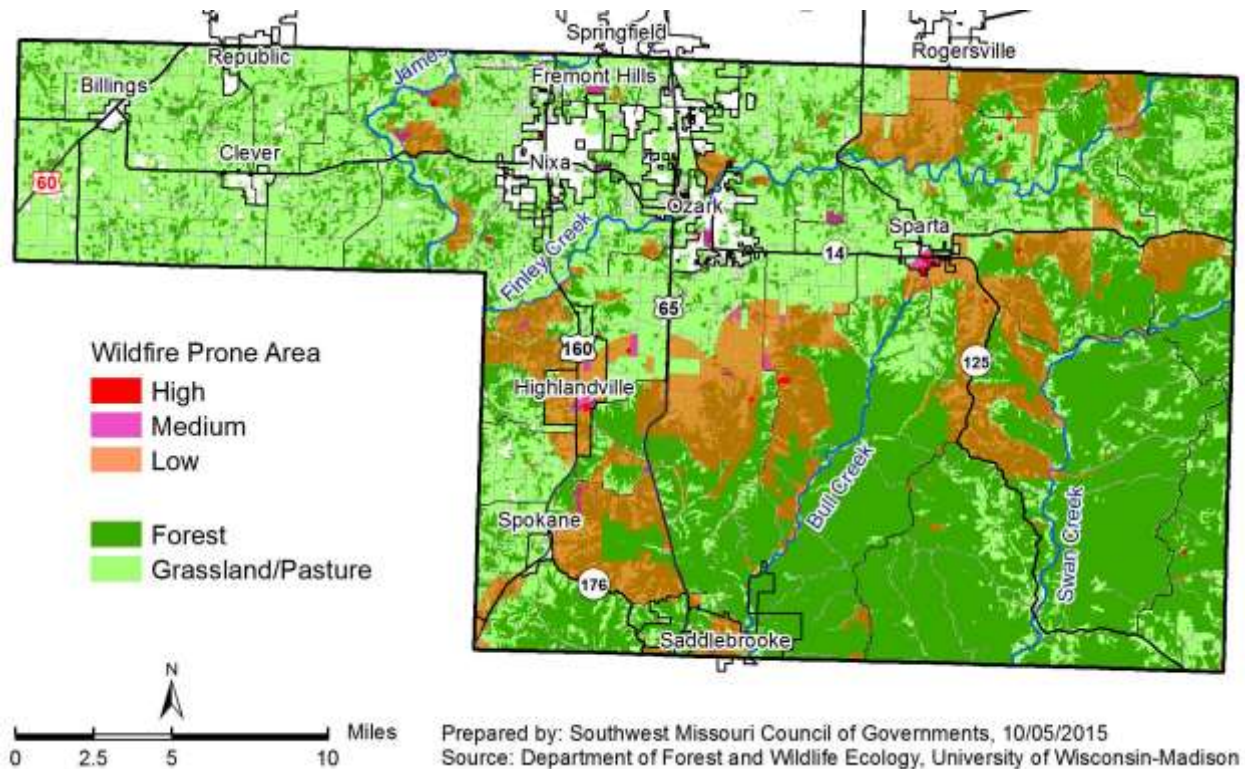 Springfield
Republic
Rogersville
Billings
James
Fremont Hills
Clever
Nixa
60
Ozark
Sparta
Finley Creek
14
65
Wildfire Prone Area
High
Medium
Low
Forest
Grassland/Pasture
160
125
Highlandville
Bull Creek
Spokane
Swan Creek
176
Saddlebrooke
N
Miles
0 2.5 5 10
Prepared by: Southwest Missouri Council of Governments, 10/05/2015
Source: Department of Forest and Wildlife Ecology, University of Wisconsin-Madison